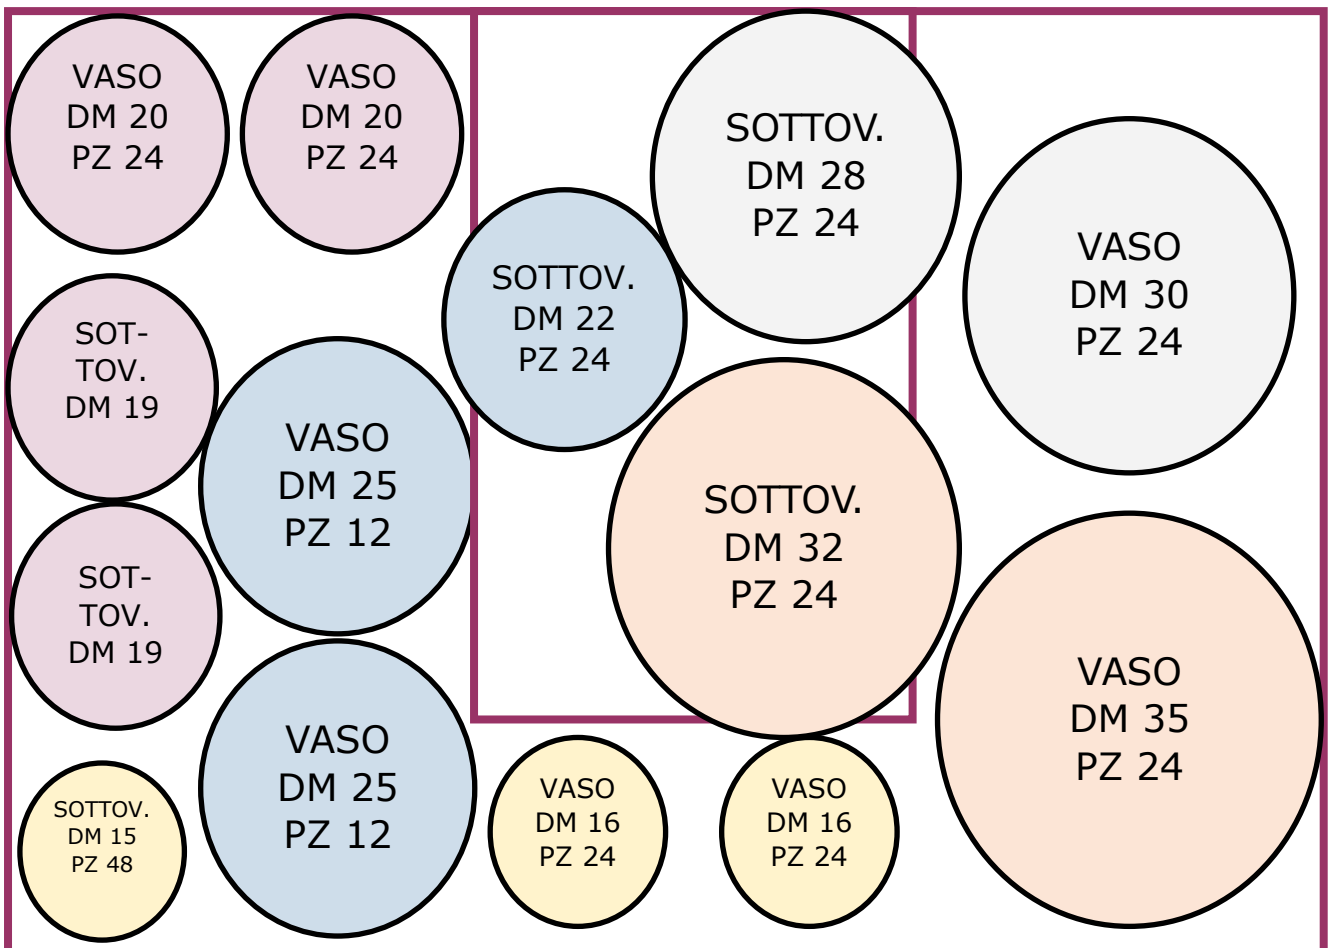 VASO
DM 20
PZ 24
VASO
DM 20
PZ 24
SOTTOV.
DM 28
PZ 24
VASO
DM 30
PZ 24
SOTTOV.
DM 22
PZ 24
SOT-
TOV.
DM 19
VASO
DM 25
PZ 12
SOTTOV.
DM 32
PZ 24
SOT-
TOV.
DM 19
VASO
DM 35
PZ 24
VASO
DM 25
PZ 12
SOTTOV.
DM 15
PZ 48
VASO
DM 16
PZ 24
VASO
DM 16
PZ 24